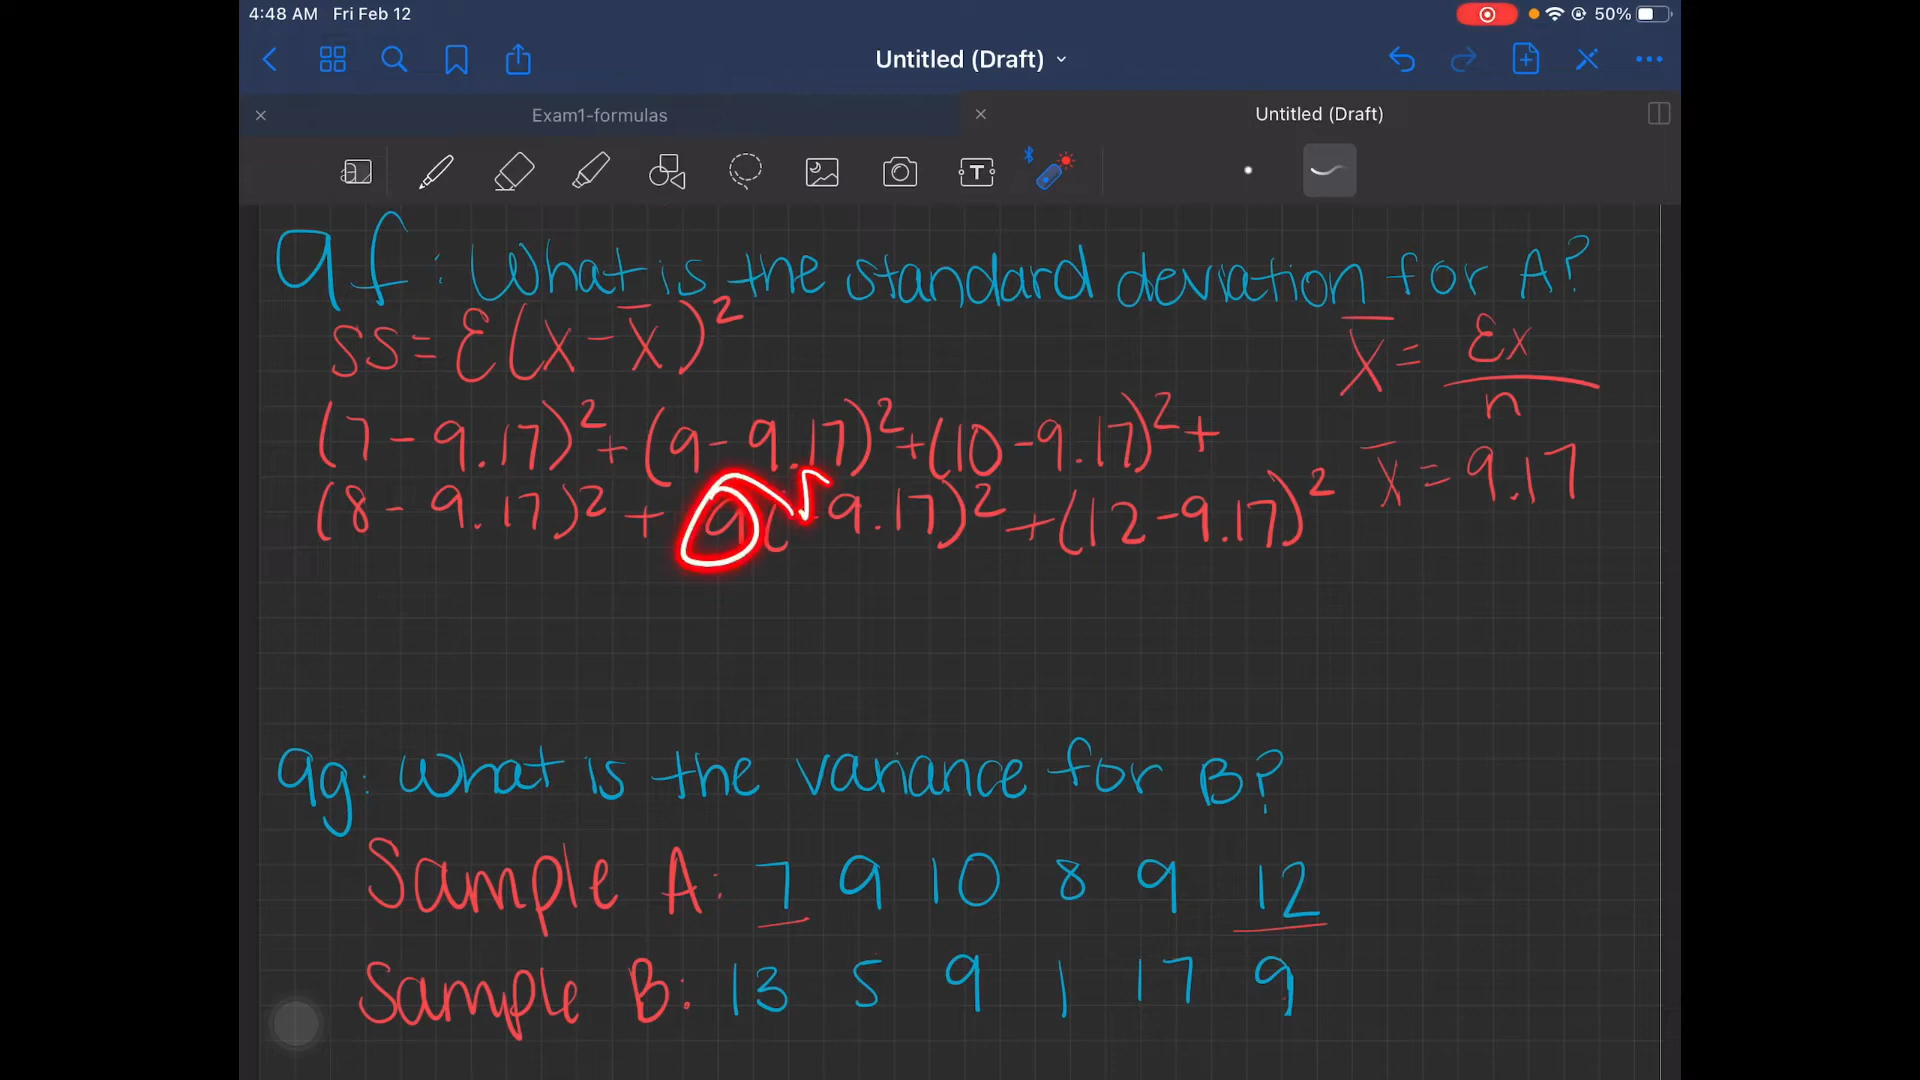 4:48 AM Fri Feb 12
50%
Untitled (Draft)
Exam1-formulas
Untitled (Draft)
9f: What is the standard deviation for A?
SS = Σ(x - x̄)²
x̄ = Σx / n
(7 - 9.17)² + (9 - 9.17)² + (10 - 9.17)² +
x̄ = 9.17
(8 - 9.17)² + 9( - 9.17)² + (12 - 9.17)²
9g: What is the variance for B?
Sample A: 7 9 10 8 9 12
Sample B: 13 5 9 1 17 9